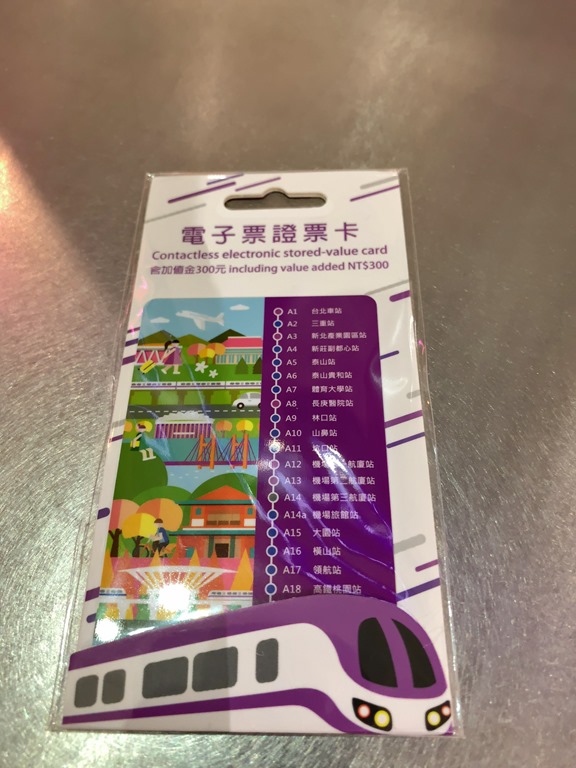 電子票證票卡
Contactless electronic stored-value card
含加值金300元 including value added NT$300
A1 台北車站
A2 三重站
A3 新北產業園區站
A4 新莊副都心站
A5 泰山站
A6 泰山貴和站
A7 體育大學站
A8 長庚醫院站
A9 林口站
A10 山鼻站
A11 坑口站
A12 機場第一航廈站
A13 機場第二航廈站
A14 機場第三航廈站
A14a 機場旅館站
A15 大園站
A16 橫山站
A17 領航站
A18 高鐵桃園站